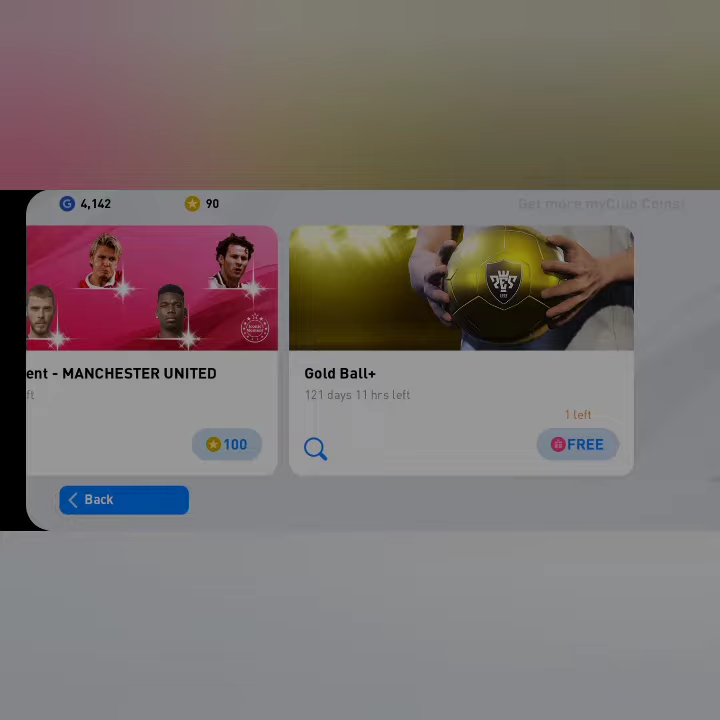 4,142
90
Get more myClub Coins!
ent - MANCHESTER UNITED
ft
100
Gold Ball+
121 days 11 hrs left
1 left
FREE
Back